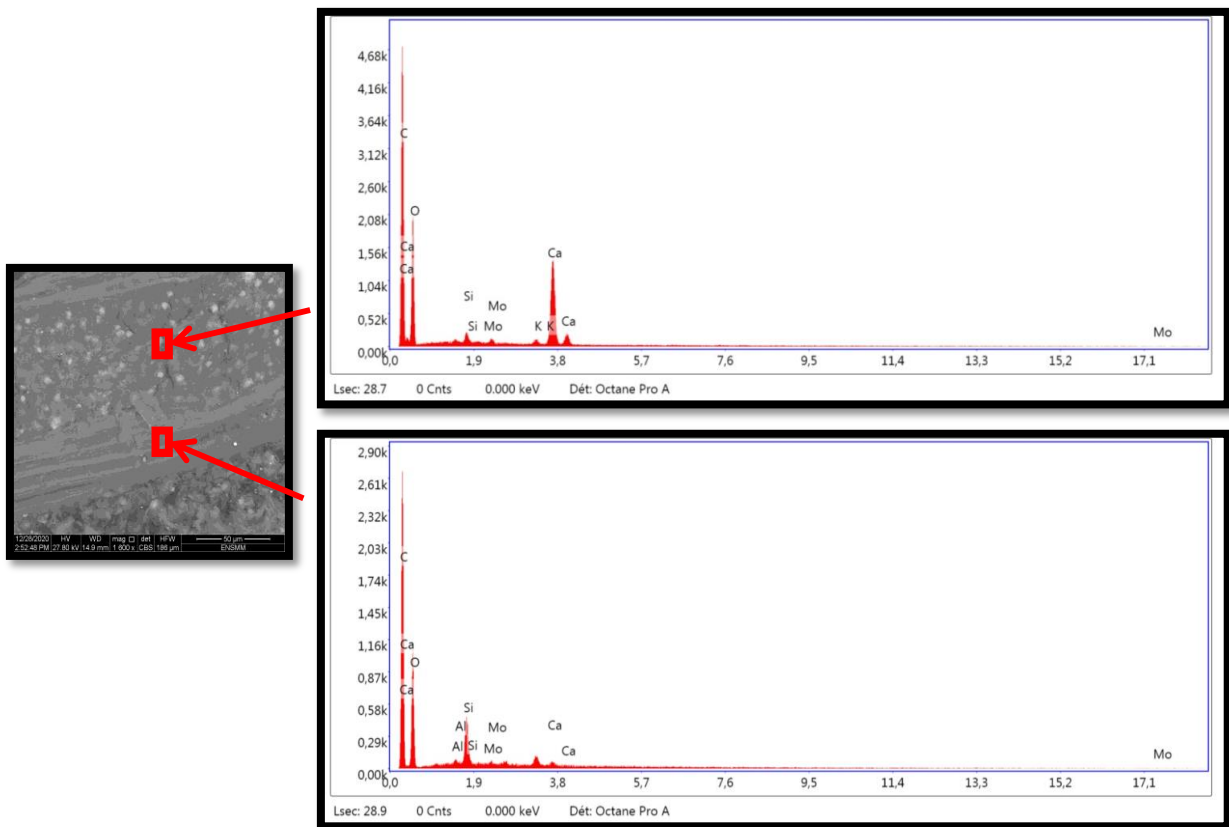 4,68k
4,16k
3,64k
3,12k
C
2,60k
O
2,08k
1,56k
Ca
Ca
Ca
1,04k
Si
Mo
0,52k
Si
Mo
K
K
Ca
Mo
0,00k
0,0 1,9 3,8 5,7 7,6 9,5 11,4 13,3 15,2 17,1
Lsec: 28.7 0 Cnts 0.000 keV Dét: Octane Pro A
12/28/2020 HV WD mag □ det HFW 50 µm
2:52:48 PM 27.80 kV 14.9 mm 1 600 x CBS 186 µm ENSMM
2,90k
2,61k
2,32k
2,03k
C
1,74k
1,45k
1,16k
Ca
O
0,87k
Ca
0,58k
Si
Al
Mo
Ca
0,29k
Al
Si
Mo
Ca
Mo
0,00k
0,0 1,9 3,8 5,7 7,6 9,5 11,4 13,3 15,2 17,1
Lsec: 28.9 0 Cnts 0.000 keV Dét: Octane Pro A